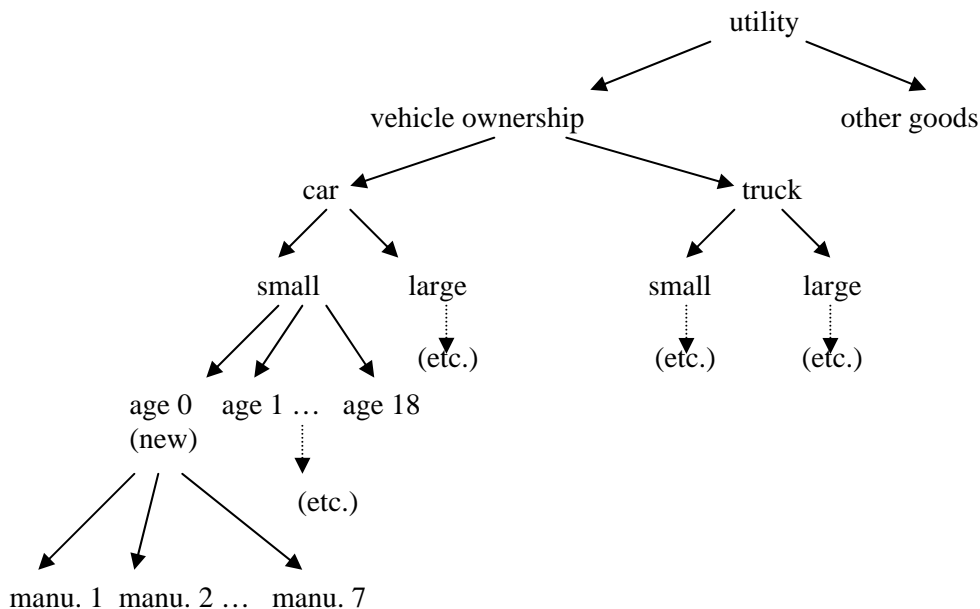 utility
vehicle ownership other goods
car truck
small large small large
(etc.) (etc.) (etc.)
age 0 age 1 … age 18
(new)
(etc.)
manu. 1 manu. 2 … manu. 7